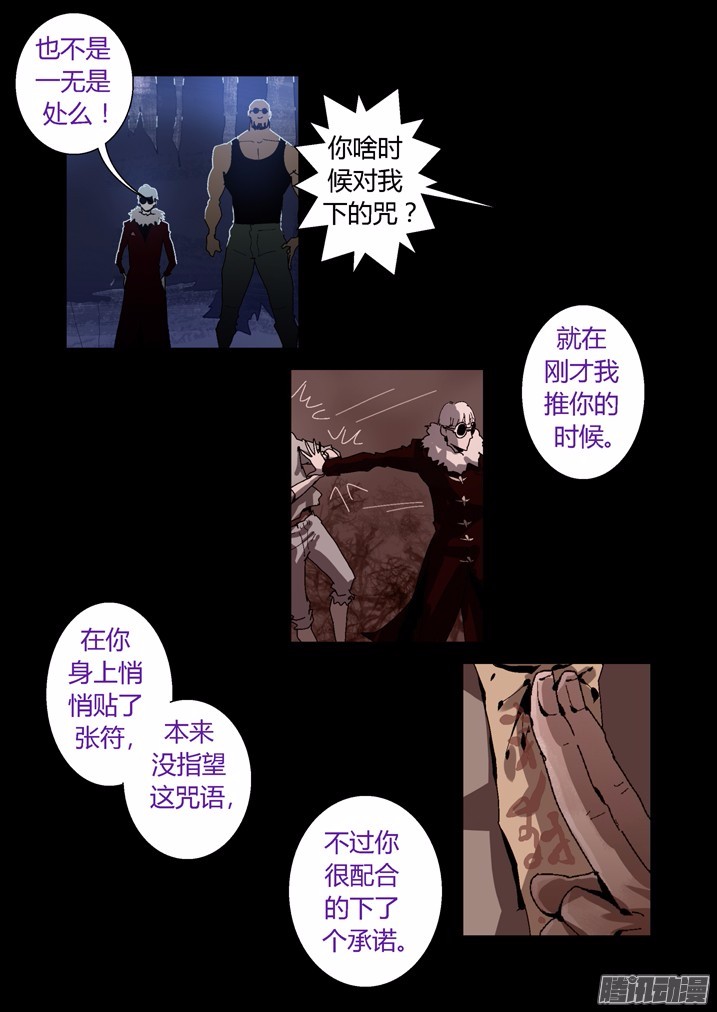 也不是
一无是
处么！
你啥时
候对我
下的咒？
就在
刚才我
推你的
时候。
在你
身上悄
悄贴了
张符，
本来
没指望
这咒语，
不过你
很配合
的下了
个承诺。
腾讯动漫